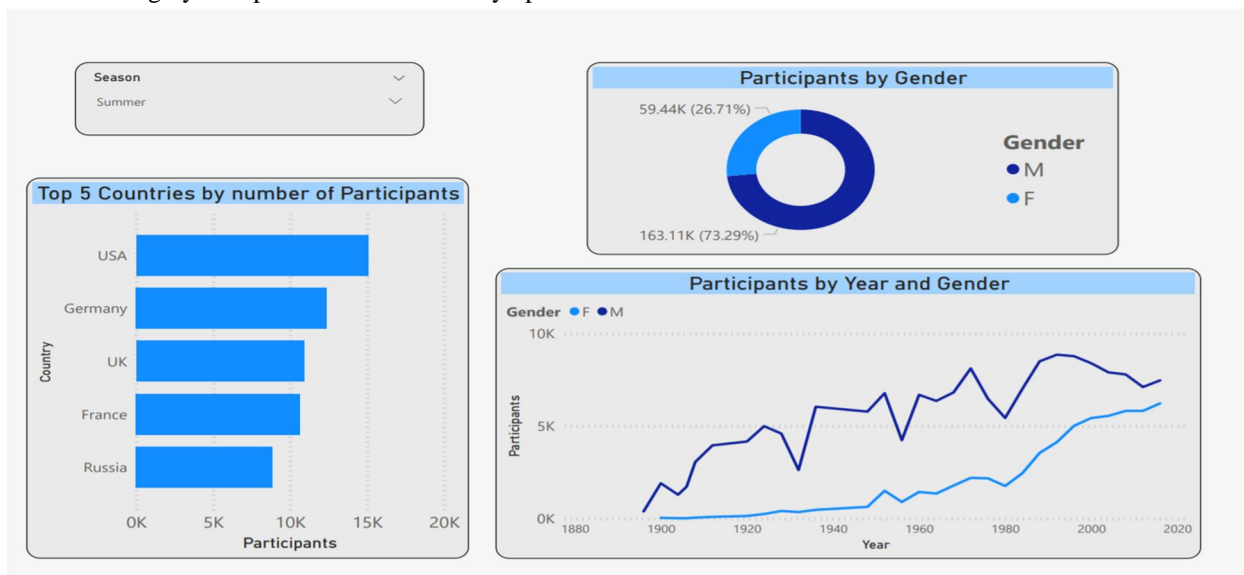 Season
Summer
Participants by Gender
59.44K (26.71%)
163.11K (73.29%)
Gender
M
F
Top 5 Countries by number of Participants
Country
USA
Germany
UK
France
Russia
0K 5K 10K 15K 20K
Participants
Participants by Year and Gender
Gender F M
Participants
10K
5K
0K
1880 1900 1920 1940 1960 1980 2000 2020
Year